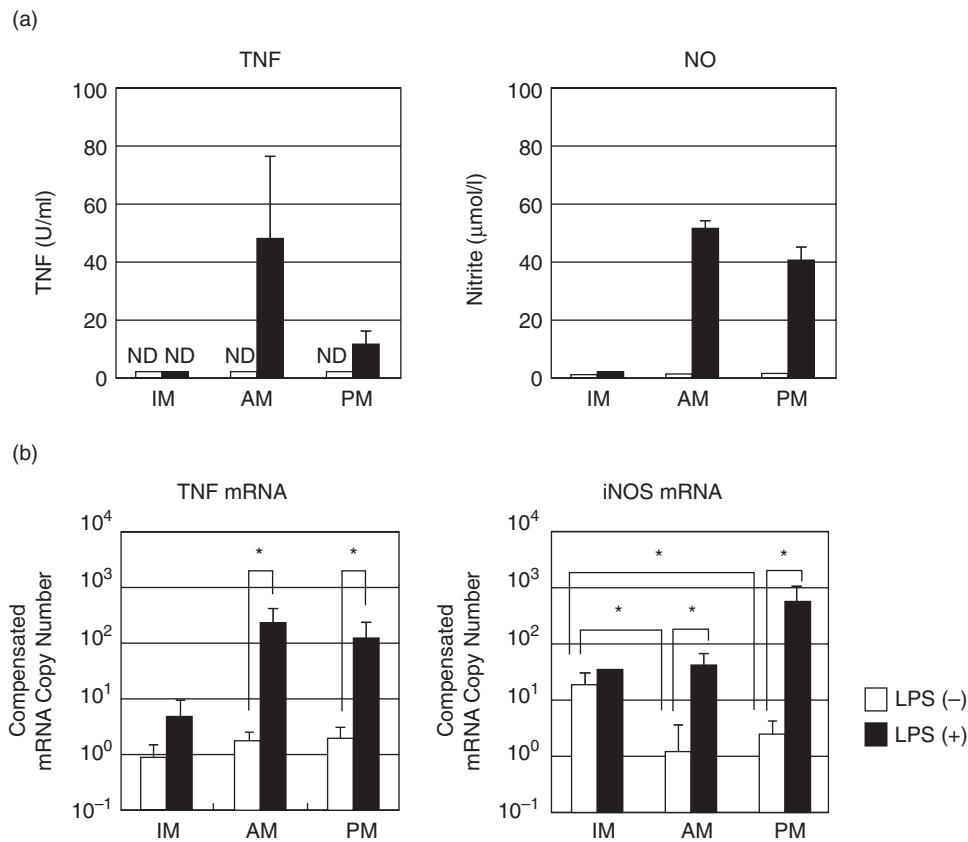 (a)
TNF
100
80
60
40
20
0
TNF (U/ml)
ND ND
ND
ND
IM
AM
PM
NO
100
80
60
40
20
0
Nitrite (μmol/l)
IM
AM
PM
(b)
TNF mRNA
10⁴
10³
10²
10¹
10⁰
10⁻¹
Compensated
mRNA Copy Number
*
*
IM
AM
PM
iNOS mRNA
10⁴
10³
10²
10¹
10⁰
10⁻¹
Compensated
mRNA Copy Number
*
*
*
*
IM
AM
PM
LPS (–)
LPS (+)